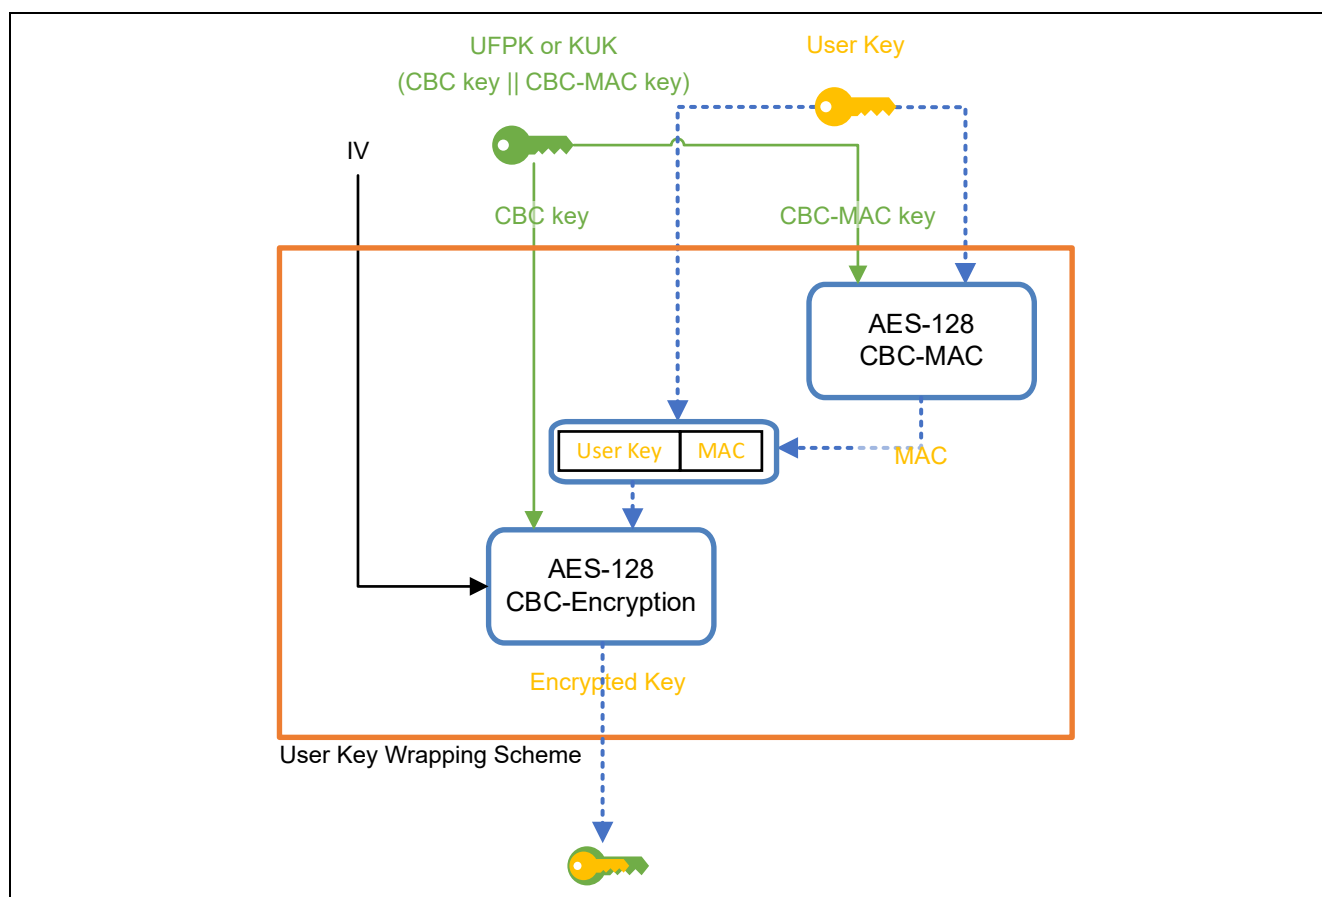 UFPK or KUK
(CBC key || CBC-MAC key)
User Key
IV
CBC key
CBC-MAC key
AES-128
CBC-MAC
User Key
MAC
MAC
AES-128
CBC-Encryption
Encrypted Key
User Key Wrapping Scheme